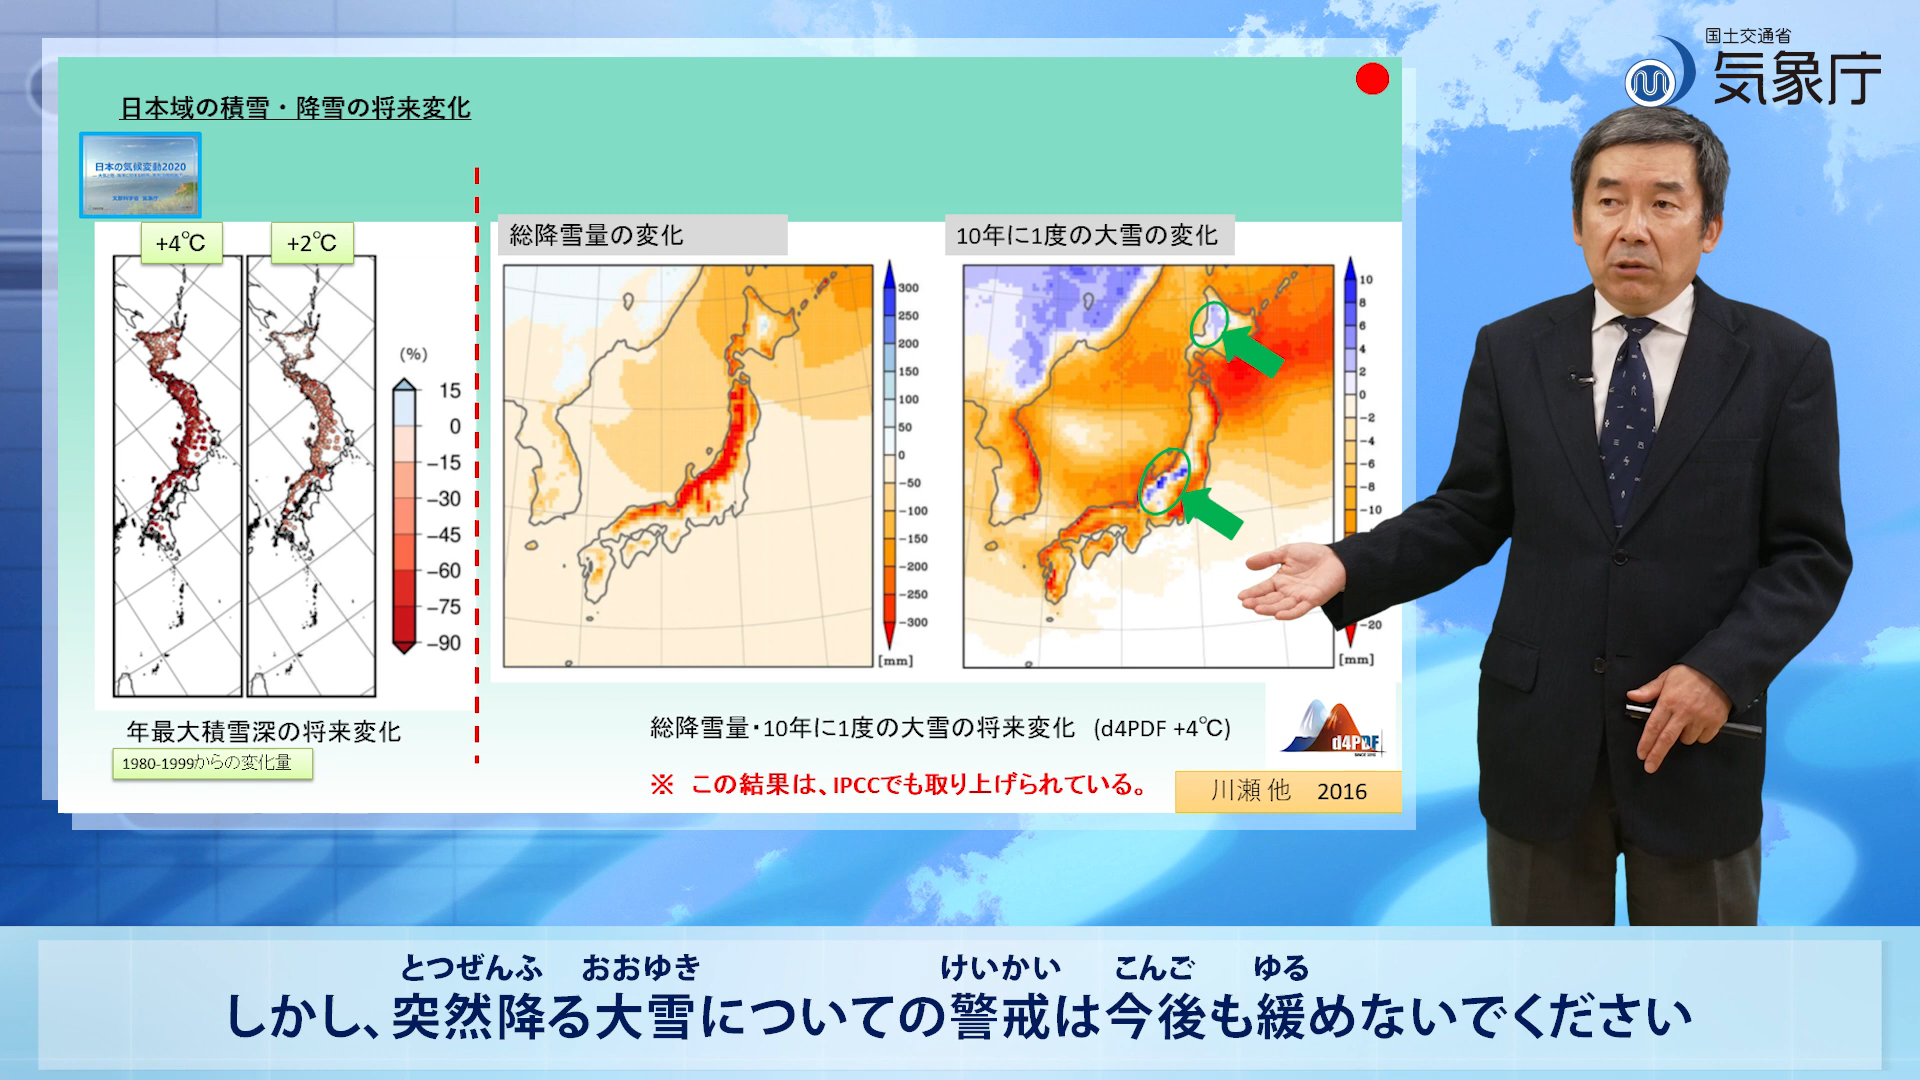 国土交通省
気象庁
日本域の積雪・降雪の将来変化
日本の気候変動2020
+4℃
+2℃
(%)
15
0
−15
−30
−45
−60
−75
−90
年最大積雪深の将来変化
1980-1999からの変化量
総降雪量の変化
300
250
200
150
100
50
0
−50
−100
−150
−200
−250
−300
[mm]
10年に1度の大雪の変化
10
8
6
4
2
0
−2
−4
−6
−8
−10
−20
[mm]
総降雪量・10年に1度の大雪の将来変化 (d4PDF +4℃)
d4PDF
※ この結果は、IPCCでも取り上げられている。
川瀬 他 2016
とつぜんふ おおゆき けいかい こんご ゆる
しかし、突然降る大雪についての警戒は今後も緩めないでください